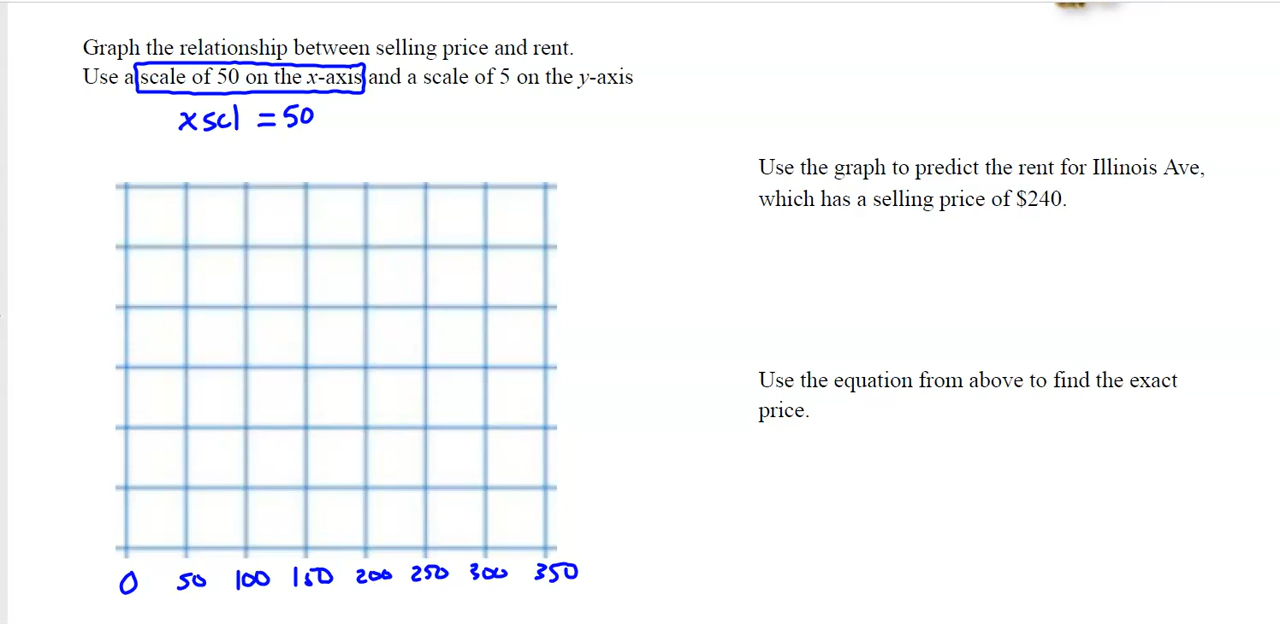 Graph the relationship between selling price and rent.
Use a scale of 50 on the x-axis and a scale of 5 on the y-axis
xscl = 50
Use the graph to predict the rent for Illinois Ave,
which has a selling price of $240.
Use the equation from above to find the exact
price.
0 50 100 150 200 250 300 350